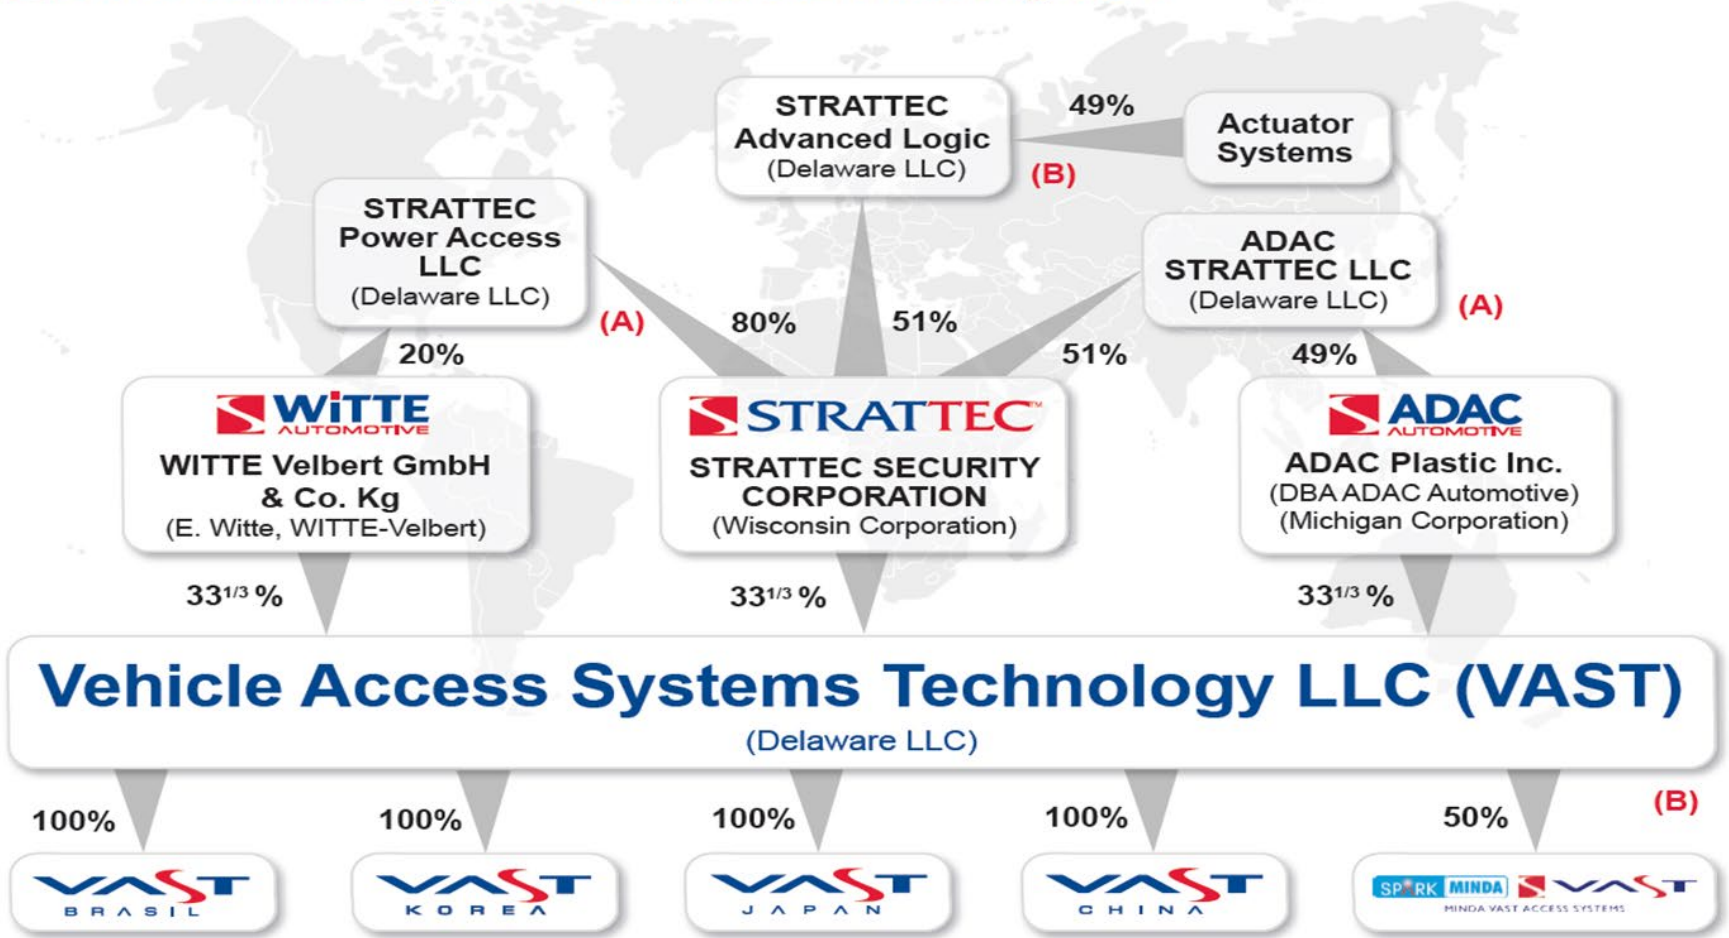 STRATTEC
Advanced Logic
(Delaware LLC)
49%
(B)
Actuator
Systems
STRATTEC
Power Access
LLC
(Delaware LLC)
(A)
ADAC
STRATTEC LLC
(Delaware LLC)
(A)
20%
80%
51%
51%
49%
WiTTE
AUTOMOTIVE
WITTE Velbert GmbH
& Co. Kg
(E. Witte, WITTE-Velbert)
STRATTEC™
STRATTEC SECURITY
CORPORATION
(Wisconsin Corporation)
ADAC
AUTOMOTIVE
ADAC Plastic Inc.
(DBA ADAC Automotive)
(Michigan Corporation)
33 1/3 %
33 1/3 %
33 1/3 %
Vehicle Access Systems Technology LLC (VAST)
(Delaware LLC)
100%
100%
100%
100%
50%
(B)
VAST
BRASIL
VAST
KOREA
VAST
JAPAN
VAST
CHINA
SPARK MINDA VAST
MINDA VAST ACCESS SYSTEMS